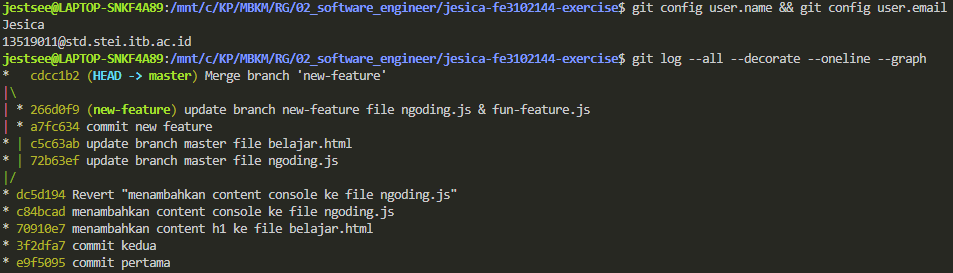 jestsee@LAPTOP-SNKF4A89:/mnt/c/KP/MBKM/RG/02_software_engineer/jesica-fe3102144-exercise$ git config user.name && git config user.email
Jesica
13519011@std.stei.itb.ac.id
jestsee@LAPTOP-SNKF4A89:/mnt/c/KP/MBKM/RG/02_software_engineer/jesica-fe3102144-exercise$ git log --all --decorate --oneline --graph
*   cdcc1b2 (HEAD -> master) Merge branch 'new-feature'
|\
| * 266d0f9 (new-feature) update branch new-feature file ngoding.js & fun-feature.js
| * a7fc634 commit new feature
* | c5c63ab update branch master file belajar.html
* | 72b63ef update branch master file ngoding.js
|/
* dc5d194 Revert "menambahkan content console ke file ngoding.js"
* c84bcad menambahkan content console ke file ngoding.js
* 70910e7 menambahkan content h1 ke file belajar.html
* 3f2dfa7 commit kedua
* e9f5095 commit pertama